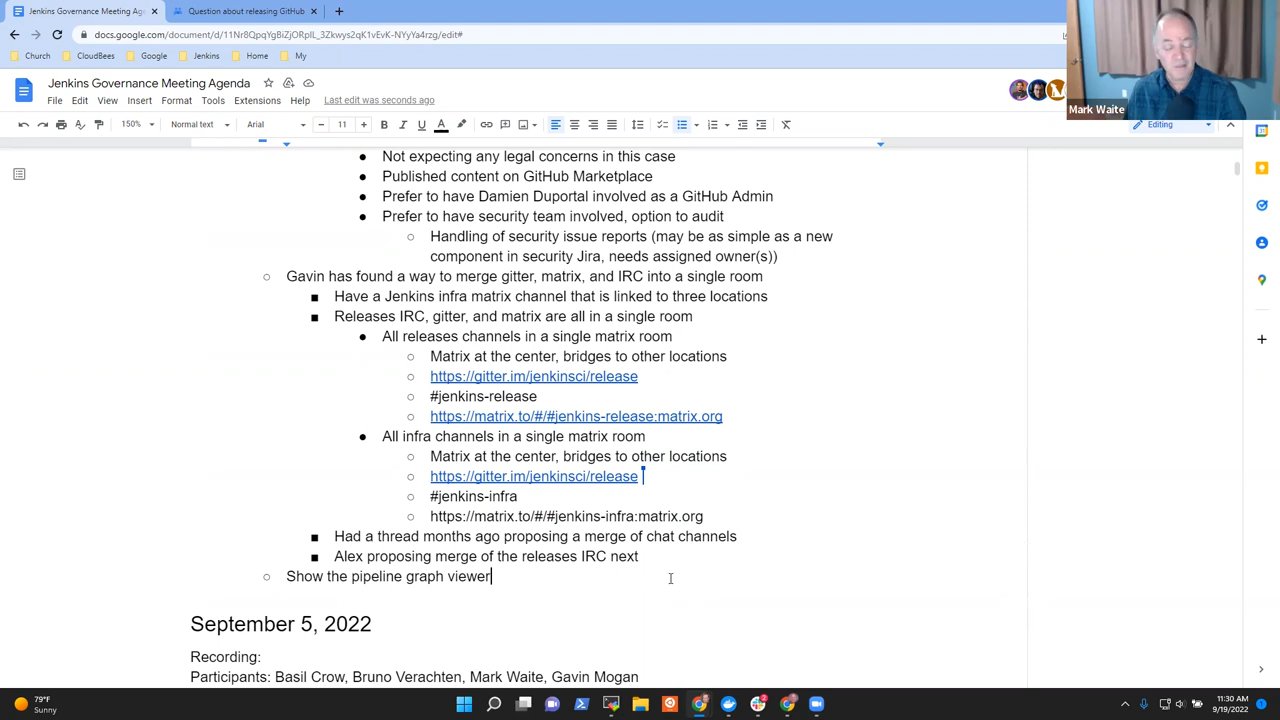 Jenkins Governance Meeting Ag
Question about releasing GitHub
docs.google.com/document/d/11Nr8QpqYgBiZjORpIL_3Zkwys2qK1vEvK-NYyYa4rzg/edit#
Church
CloudBees
Google
Jenkins
Home
My
Jenkins Governance Meeting Agenda
File Edit View Insert Format Tools Extensions Help Last edit was seconds ago
150% Normal text Arial 11 Editing
Mark Waite
Not expecting any legal concerns in this case
Published content on GitHub Marketplace
Prefer to have Damien Duportal involved as a GitHub Admin
Prefer to have security team involved, option to audit
Handling of security issue reports (may be as simple as a new
component in security Jira, needs assigned owner(s))
Gavin has found a way to merge gitter, matrix, and IRC into a single room
Have a Jenkins infra matrix channel that is linked to three locations
Releases IRC, gitter, and matrix are all in a single room
All releases channels in a single matrix room
Matrix at the center, bridges to other locations
https://gitter.im/jenkinsci/release
#jenkins-release
https://matrix.to/#/#jenkins-release:matrix.org
All infra channels in a single matrix room
Matrix at the center, bridges to other locations
https://gitter.im/jenkinsci/release
#jenkins-infra
https://matrix.to/#/#jenkins-infra:matrix.org
Had a thread months ago proposing a merge of chat channels
Alex proposing merge of the releases IRC next
Show the pipeline graph viewer
September 5, 2022
Recording:
Participants: Basil Crow, Bruno Verachten, Mark Waite, Gavin Mogan
79°F
Sunny
11:30 AM
9/19/2022